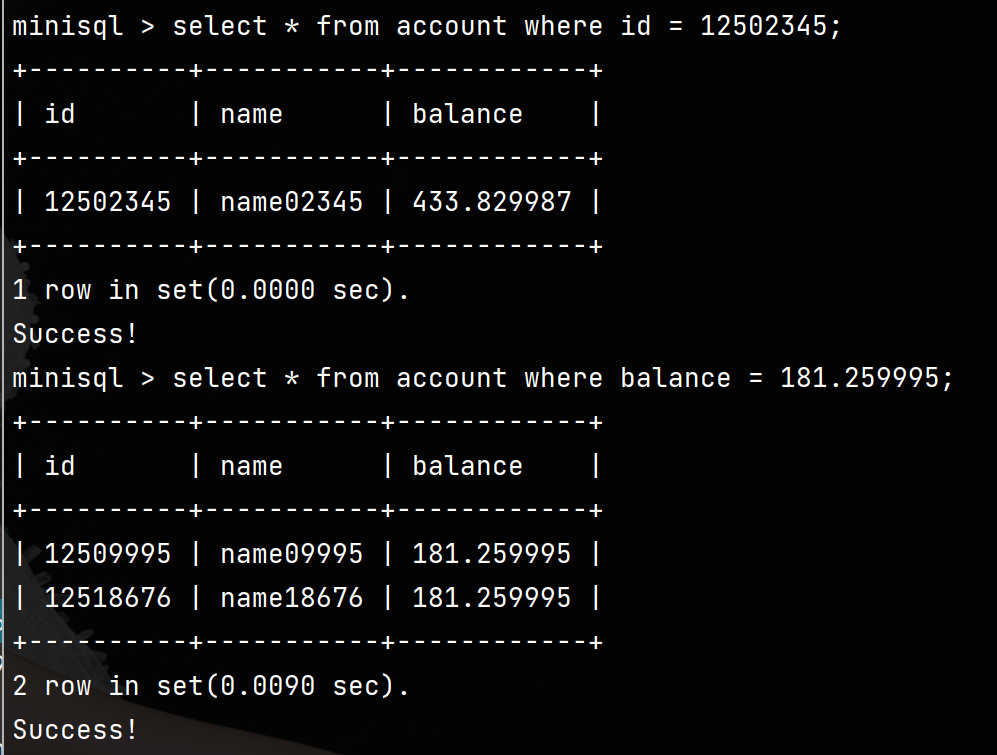 minisql > select * from account where id = 12502345;
+----------+-----------+------------+
| id       | name      | balance    |
+----------+-----------+------------+
| 12502345 | name02345 | 433.829987 |
+----------+-----------+------------+
1 row in set(0.0000 sec).
Success!
minisql > select * from account where balance = 181.259995;
+----------+-----------+------------+
| id       | name      | balance    |
+----------+-----------+------------+
| 12509995 | name09995 | 181.259995 |
| 12518676 | name18676 | 181.259995 |
+----------+-----------+------------+
2 row in set(0.0090 sec).
Success!